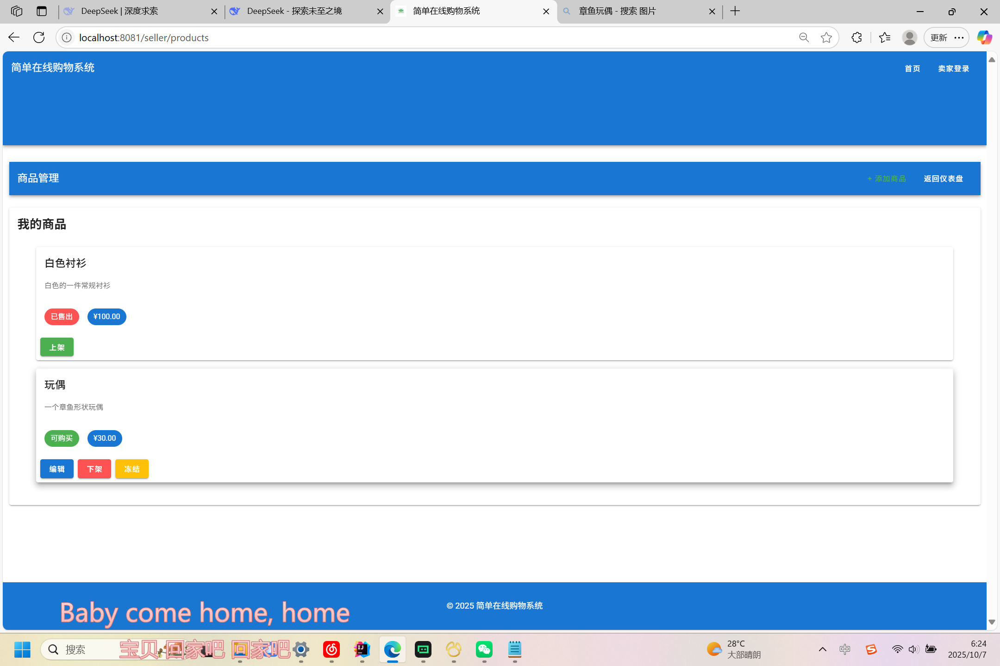 DeepSeek | 深度求索
DeepSeek - 探索未至之境
简单在线购物系统
章鱼玩偶 - 搜索 图片
localhost:8081/seller/products
更新
简单在线购物系统
首页
卖家登录
商品管理
+ 添加商品
返回仪表盘
我的商品
白色衬衫
白色的一件常规衬衫
已售出
¥100.00
上架
玩偶
一个章鱼形状玩偶
可购买
¥30.00
编辑
下架
冻结
© 2025 简单在线购物系统
Baby come home, home
宝贝 回家吧 回家吧
搜索
28°C
大部晴朗
中
6:24
2025/10/7